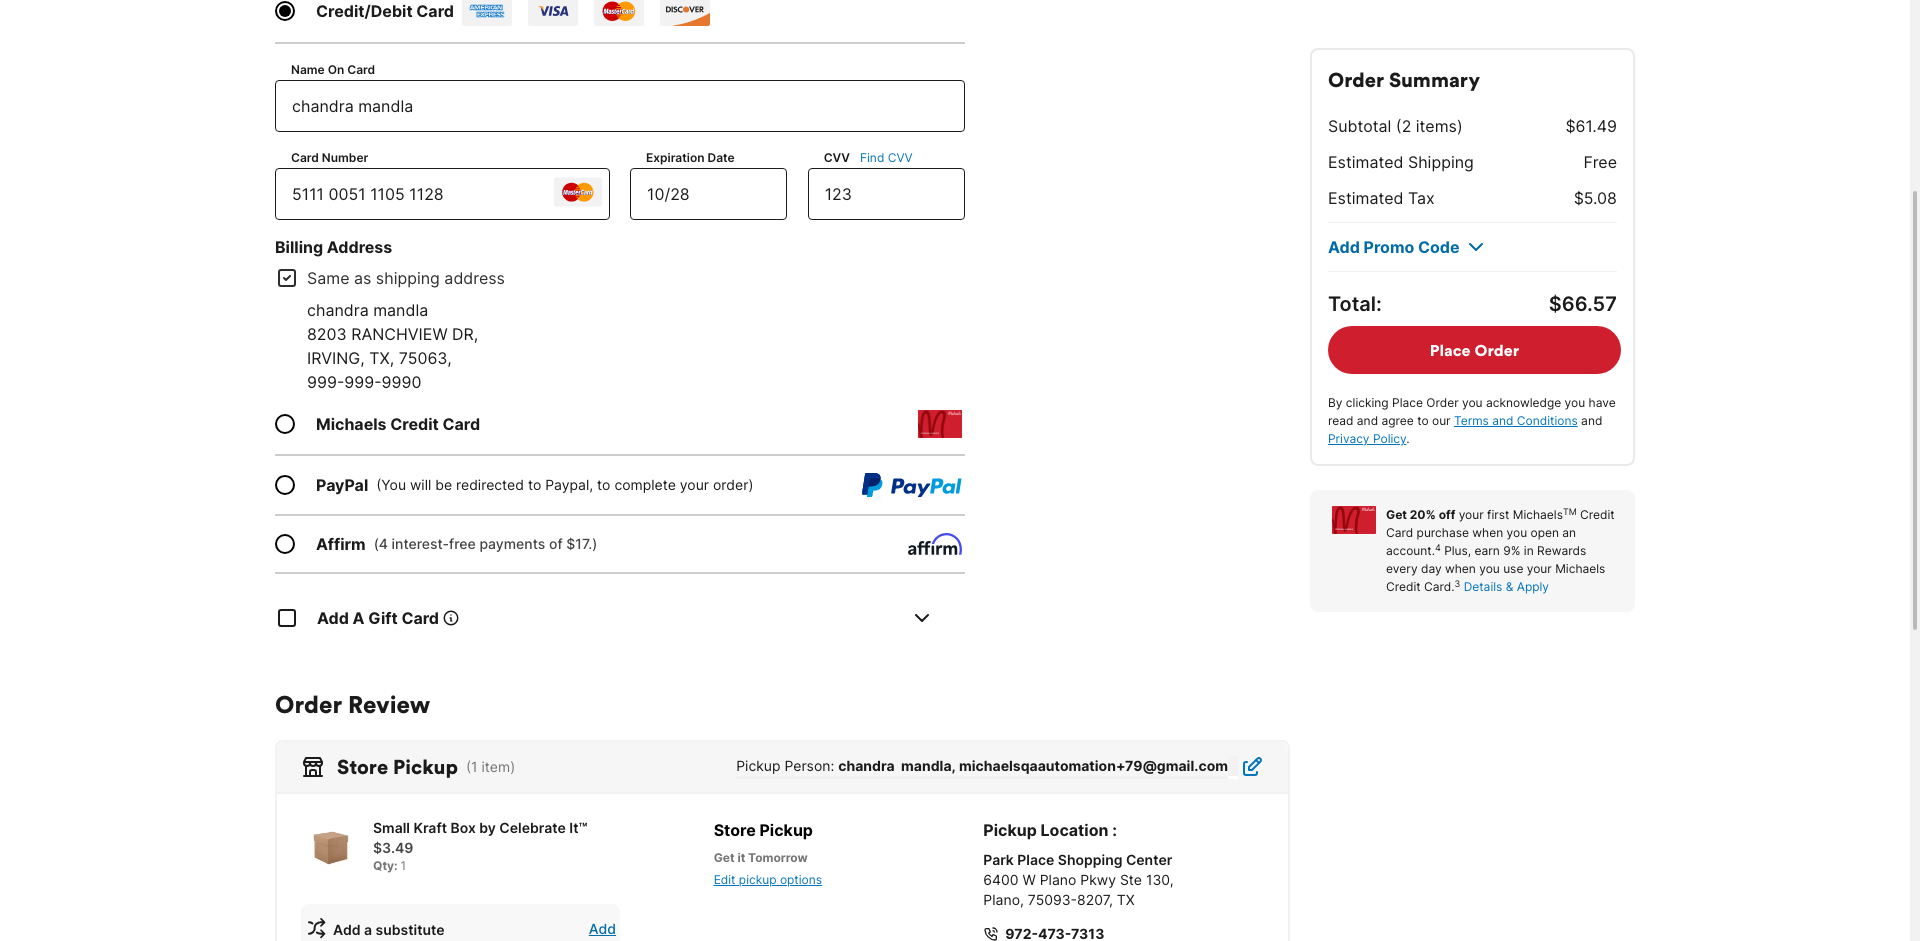 Credit/Debit Card AMERICAN EXPRESS VISA MasterCard DISCOVER
Name On Card
chandra mandla
Card Number
5111 0051 1105 1128 MasterCard
Expiration Date
10/28
CVV Find CVV
123
Billing Address
Same as shipping address
chandra mandla
8203 RANCHVIEW DR,
IRVING, TX, 75063,
999-999-9990
Michaels Credit Card
PayPal (You will be redirected to Paypal, to complete your order) PayPal
Affirm (4 interest-free payments of $17.) affirm
Add A Gift Card
Order Summary
Subtotal (2 items) $61.49
Estimated Shipping Free
Estimated Tax $5.08
Add Promo Code
Total: $66.57
Place Order
By clicking Place Order you acknowledge you have
read and agree to our Terms and Conditions and
Privacy Policy.
Get 20% off your first Michaels™ Credit
Card purchase when you open an
account.⁴ Plus, earn 9% in Rewards
every day when you use your Michaels
Credit Card.³ Details & Apply
Order Review
Store Pickup (1 item)
Pickup Person: chandra mandla, michaelsqaautomation+79@gmail.com
Small Kraft Box by Celebrate It™
$3.49
Qty: 1
Add a substitute Add
Store Pickup
Get it Tomorrow
Edit pickup options
Pickup Location :
Park Place Shopping Center
6400 W Plano Pkwy Ste 130,
Plano, 75093-8207, TX
972-473-7313